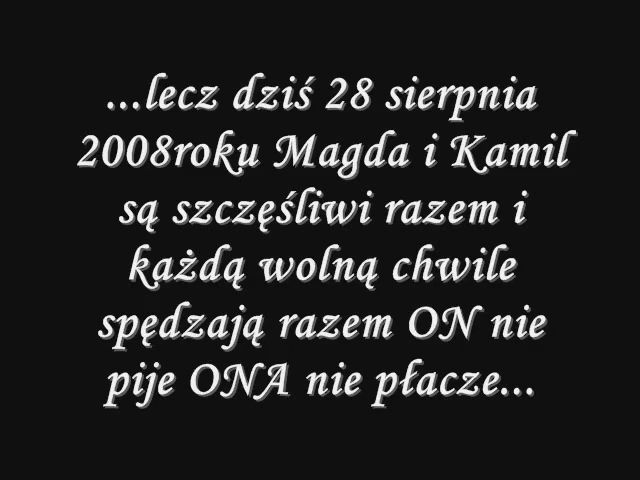 ...lecz dziś 28 sierpnia
2008roku Magda i Kamil
są szczęśliwi razem i
każdą wolną chwile
spędzają razem ON nie
pije ONA nie płacze...